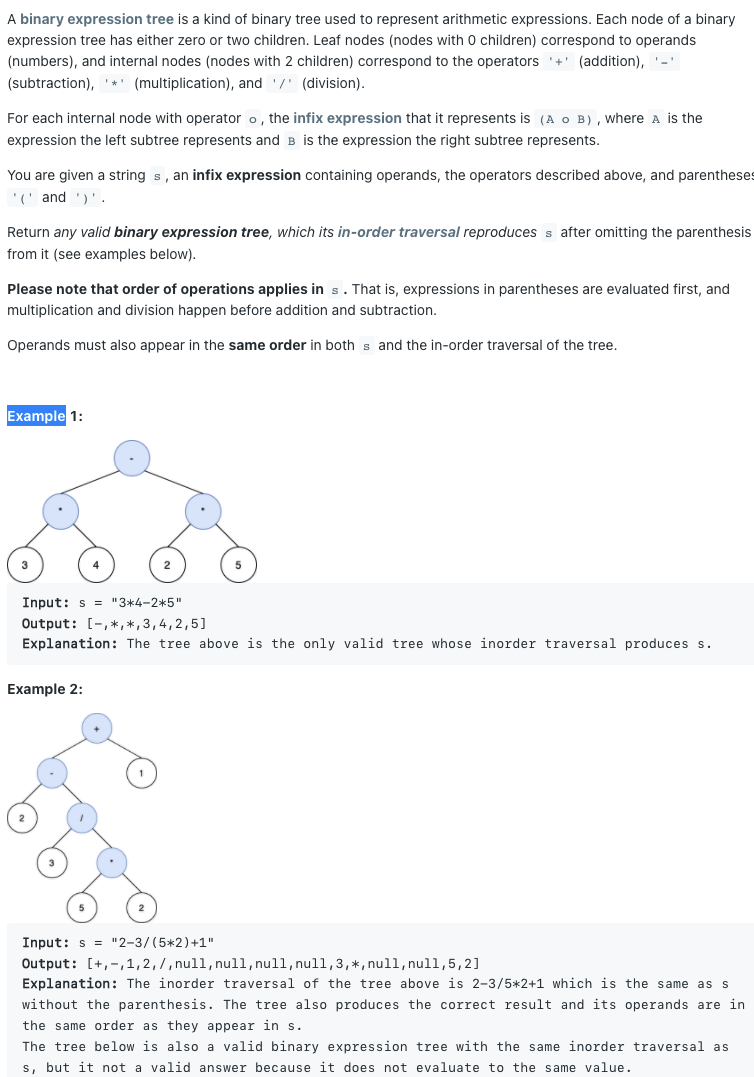 A binary expression tree is a kind of binary tree used to represent arithmetic expressions. Each node of a binary
expression tree has either zero or two children. Leaf nodes (nodes with 0 children) correspond to operands
(numbers), and internal nodes (nodes with 2 children) correspond to the operators '+' (addition), '-'
(subtraction), '*' (multiplication), and '/' (division).
For each internal node with operator o, the infix expression that it represents is (A o B), where A is the
expression the left subtree represents and B is the expression the right subtree represents.
You are given a string s, an infix expression containing operands, the operators described above, and parentheses
'(' and ')'.
Return any valid binary expression tree, which its in-order traversal reproduces s after omitting the parenthesis
from it (see examples below).
Please note that order of operations applies in s. That is, expressions in parentheses are evaluated first, and
multiplication and division happen before addition and subtraction.
Operands must also appear in the same order in both s and the in-order traversal of the tree.
Example 1:
-
* *
3 4 2 5
Input: s = "3*4-2*5"
Output: [-,*,*,3,4,2,5]
Explanation: The tree above is the only valid tree whose inorder traversal produces s.
Example 2:
+
- 1
2 /
3 *
5 2
Input: s = "2-3/(5*2)+1"
Output: [+,-,1,2,/,null,null,null,null,3,*,null,null,5,2]
Explanation: The inorder traversal of the tree above is 2-3/5*2+1 which is the same as s
without the parenthesis. The tree also produces the correct result and its operands are in
the same order as they appear in s.
The tree below is also a valid binary expression tree with the same inorder traversal as
s, but it not a valid answer because it does not evaluate to the same value.